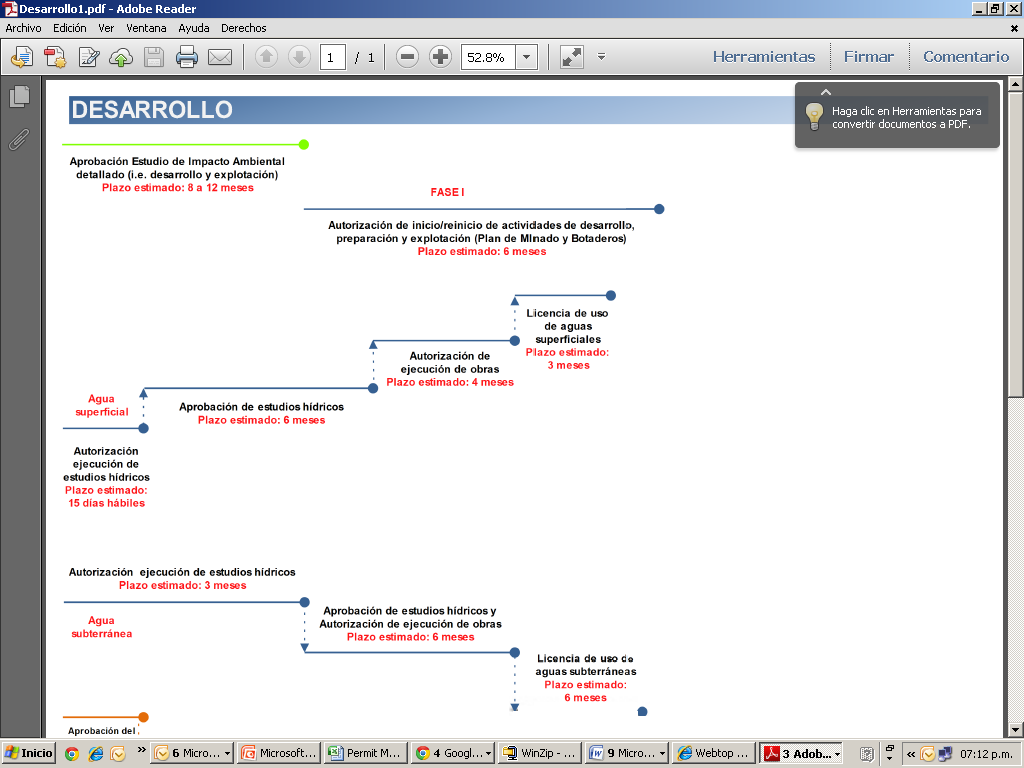 Desarrollo1.pdf - Adobe Reader
Archivo Edición Ver Ventana Ayuda Derechos
1 / 1 52.8% Herramientas Firmar Comentario
Haga clic en Herramientas para
convertir documentos a PDF.
DESARROLLO
Aprobación Estudio de Impacto Ambiental
detallado (i.e. desarrollo y explotación)
Plazo estimado: 8 a 12 meses
FASE I
Autorización de inicio/reinicio de actividades de desarrollo,
preparación y explotación (Plan de MInado y Botaderos)
Plazo estimado: 6 meses
Licencia de uso
de aguas
superficiales
Plazo estimado:
3 meses
Autorización de
ejecución de obras
Plazo estimado: 4 meses
Agua
superficial
Aprobación de estudios hídricos
Plazo estimado: 6 meses
Autorización
ejecución de
estudios hídricos
Plazo estimado:
15 días hábiles
Autorización ejecución de estudios hídricos
Plazo estimado: 3 meses
Agua
subterránea
Aprobación de estudios hídricos y
Autorización de ejecución de obras
Plazo estimado: 6 meses
Licencia de uso de
aguas subterráneas
Plazo estimado:
6 meses
Aprobación del
Inicio » 6 Micro... Microsoft... Permit M... 4 Googl... WinZip - ... 9 Micros... Webtop ... 3 Adob... « 07:12 p.m.